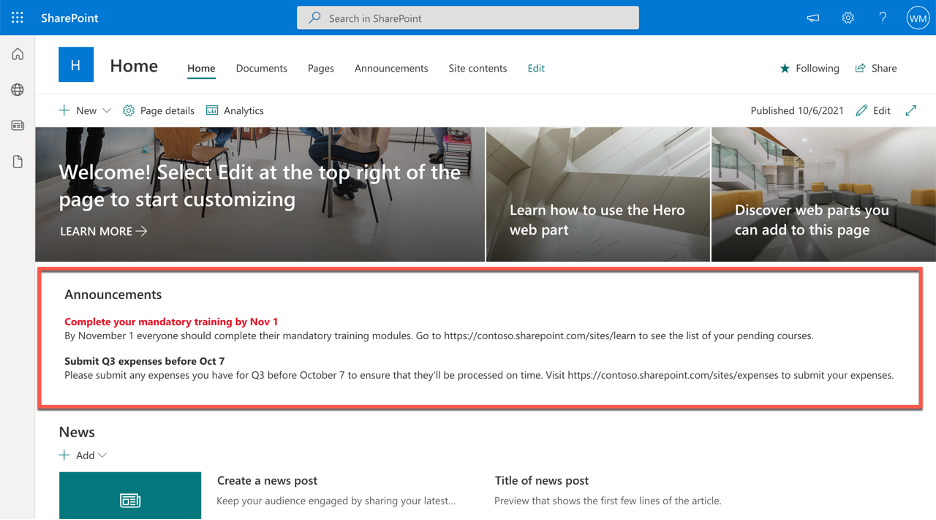 SharePoint
Search in SharePoint
?
WM
H
Home
Home
Documents
Pages
Announcements
Site contents
Edit
Following
Share
New
Page details
Analytics
Published 10/6/2021
Edit
Welcome! Select Edit at the top right of the
page to start customizing
LEARN MORE
Learn how to use the Hero
web part
Discover web parts you
can add to this page
Announcements
Complete your mandatory training by Nov 1
By November 1 everyone should complete their mandatory training modules. Go to https://contoso.sharepoint.com/sites/learn to see the list of your pending courses.
Submit Q3 expenses before Oct 7
Please submit any expenses you have for Q3 before October 7 to ensure that they'll be processed on time. Visit https://contoso.sharepoint.com/sites/expenses to submit your expenses.
News
Add
Create a news post
Keep your audience engaged by sharing your latest...
Title of news post
Preview that shows the first few lines of the article.